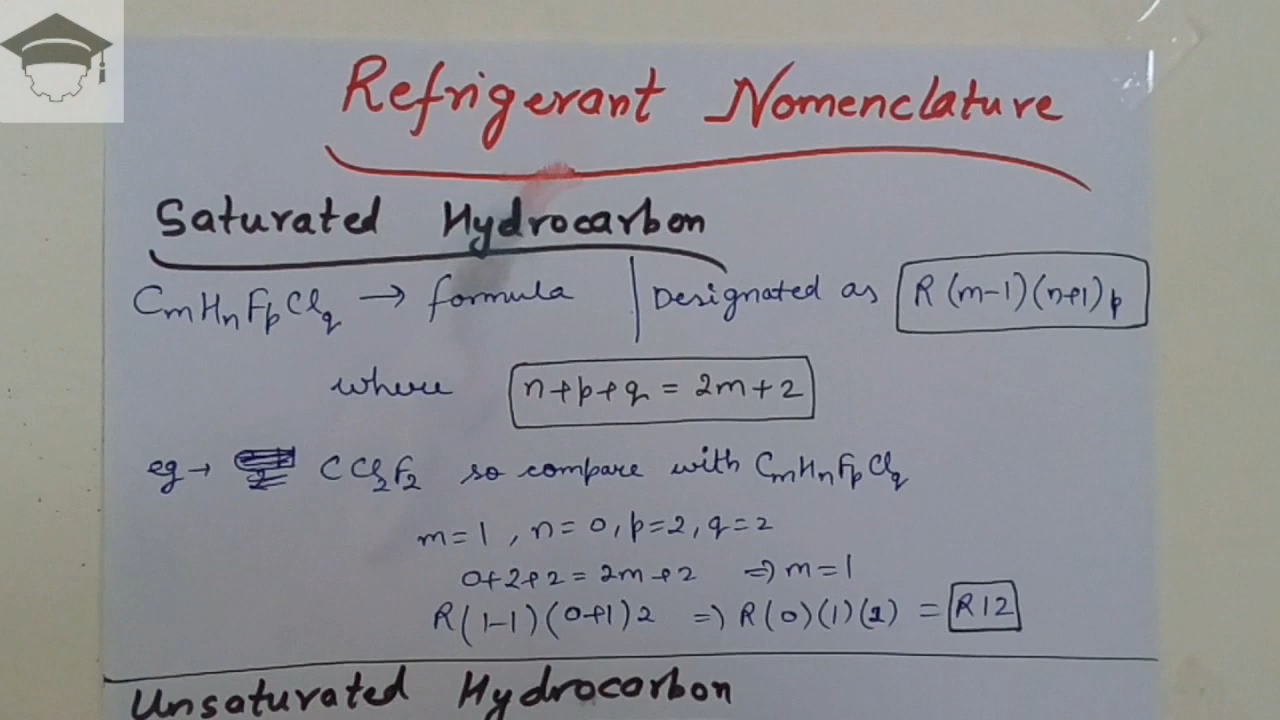 Refrigerant Nomenclature
Saturated Hydrocarbon
CmHnFpClq → formula | Designated as R(m-1)(n+1)p
where n+p+q = 2m+2
eg → CCl2F2 so compare with CmHnFpClq
m=1, n=0, p=2, q=2
0+2+2 = 2m+2 ⇒ m=1
R(1-1)(0+1)2 ⇒ R(0)(1)(2) = R12
Unsaturated Hydrocarbon